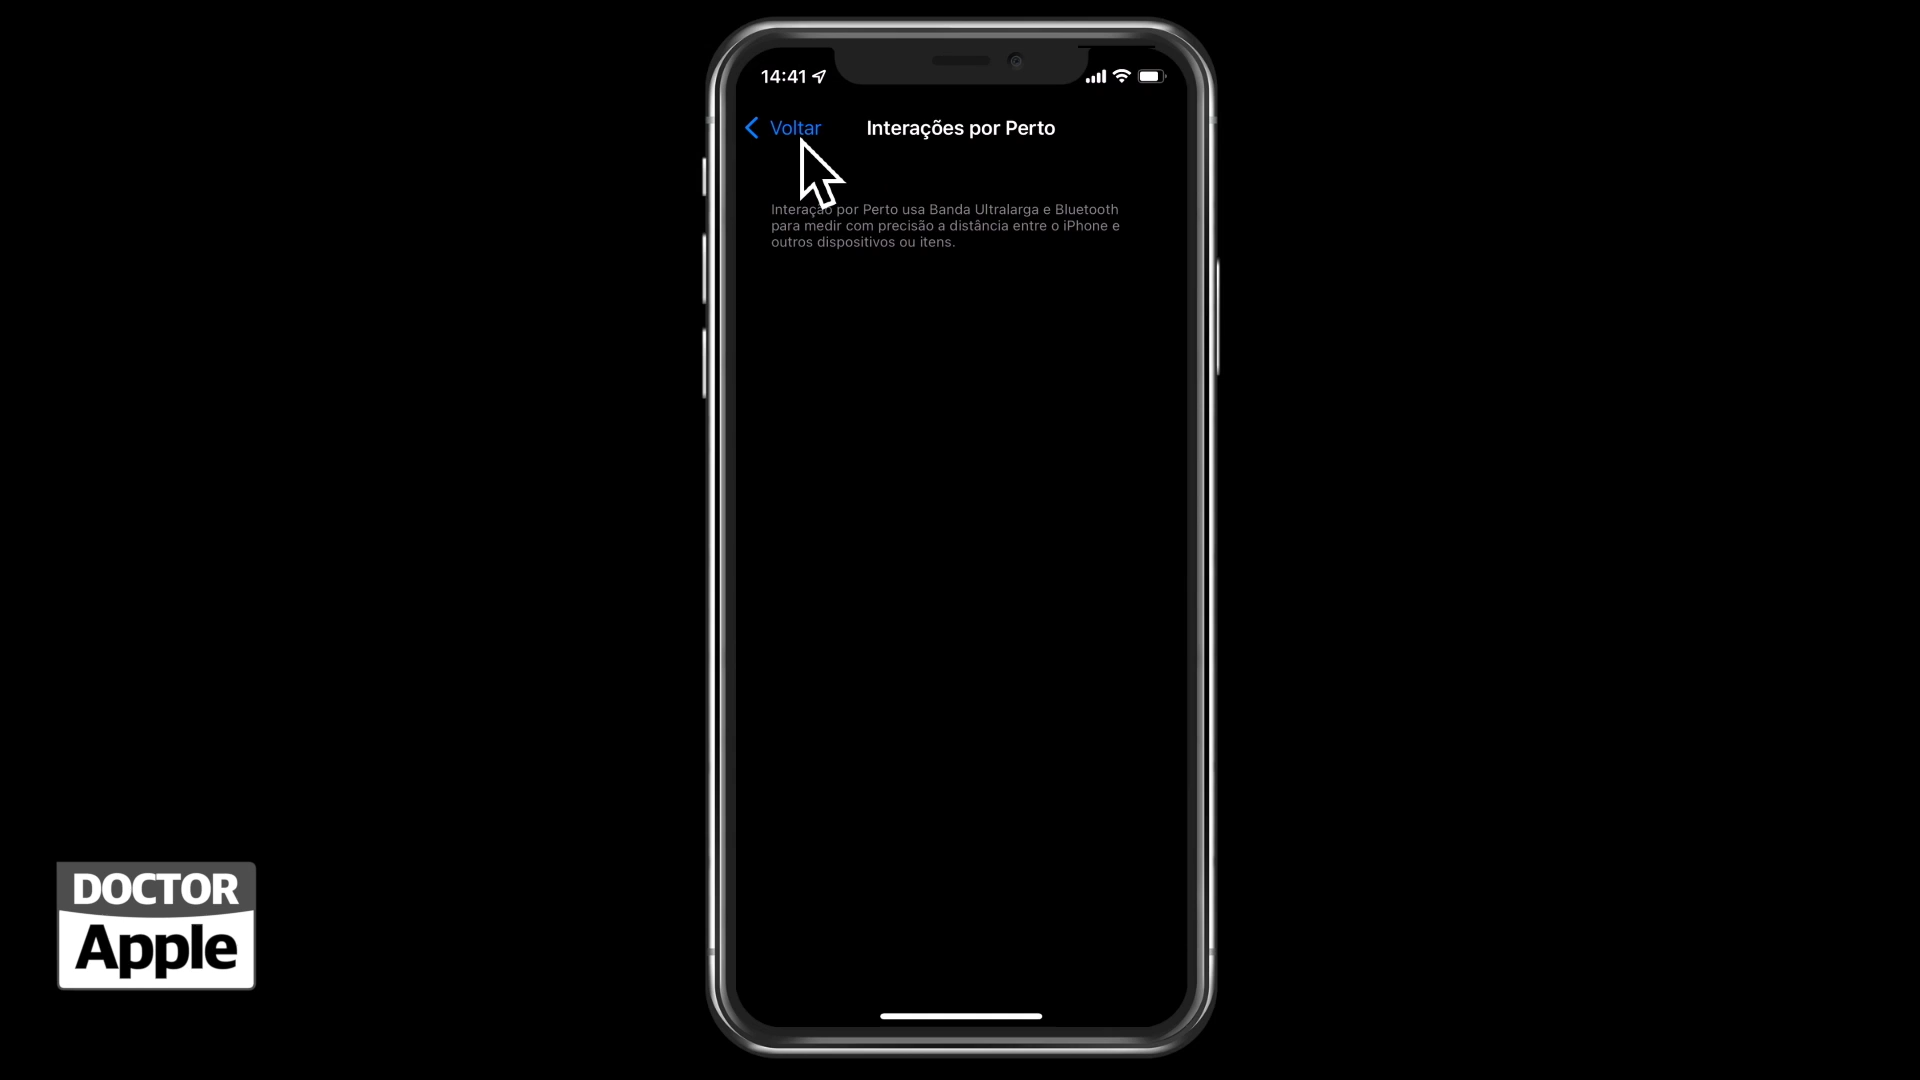 14:41
Voltar
Interações por Perto
Interação por Perto usa Banda Ultralarga e Bluetooth
para medir com precisão a distância entre o iPhone e
outros dispositivos ou itens.
DOCTOR
Apple